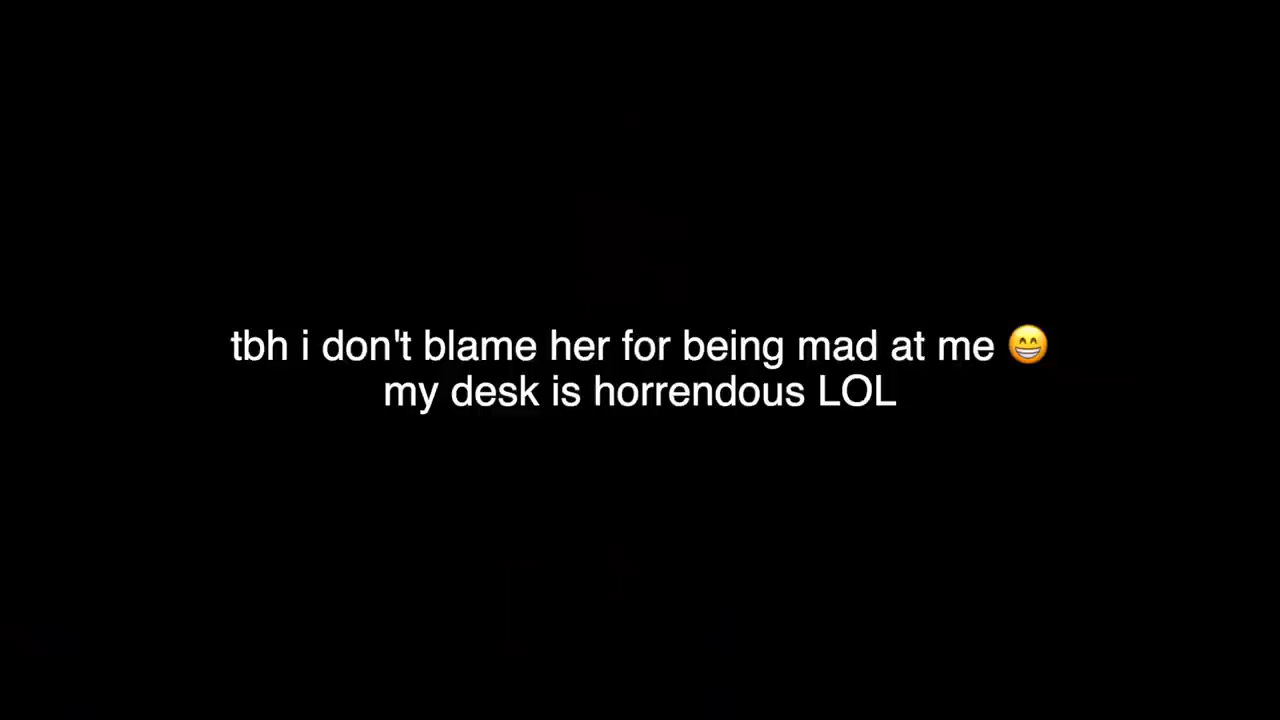 tbh i don't blame her for being mad at me 😁
my desk is horrendous LOL